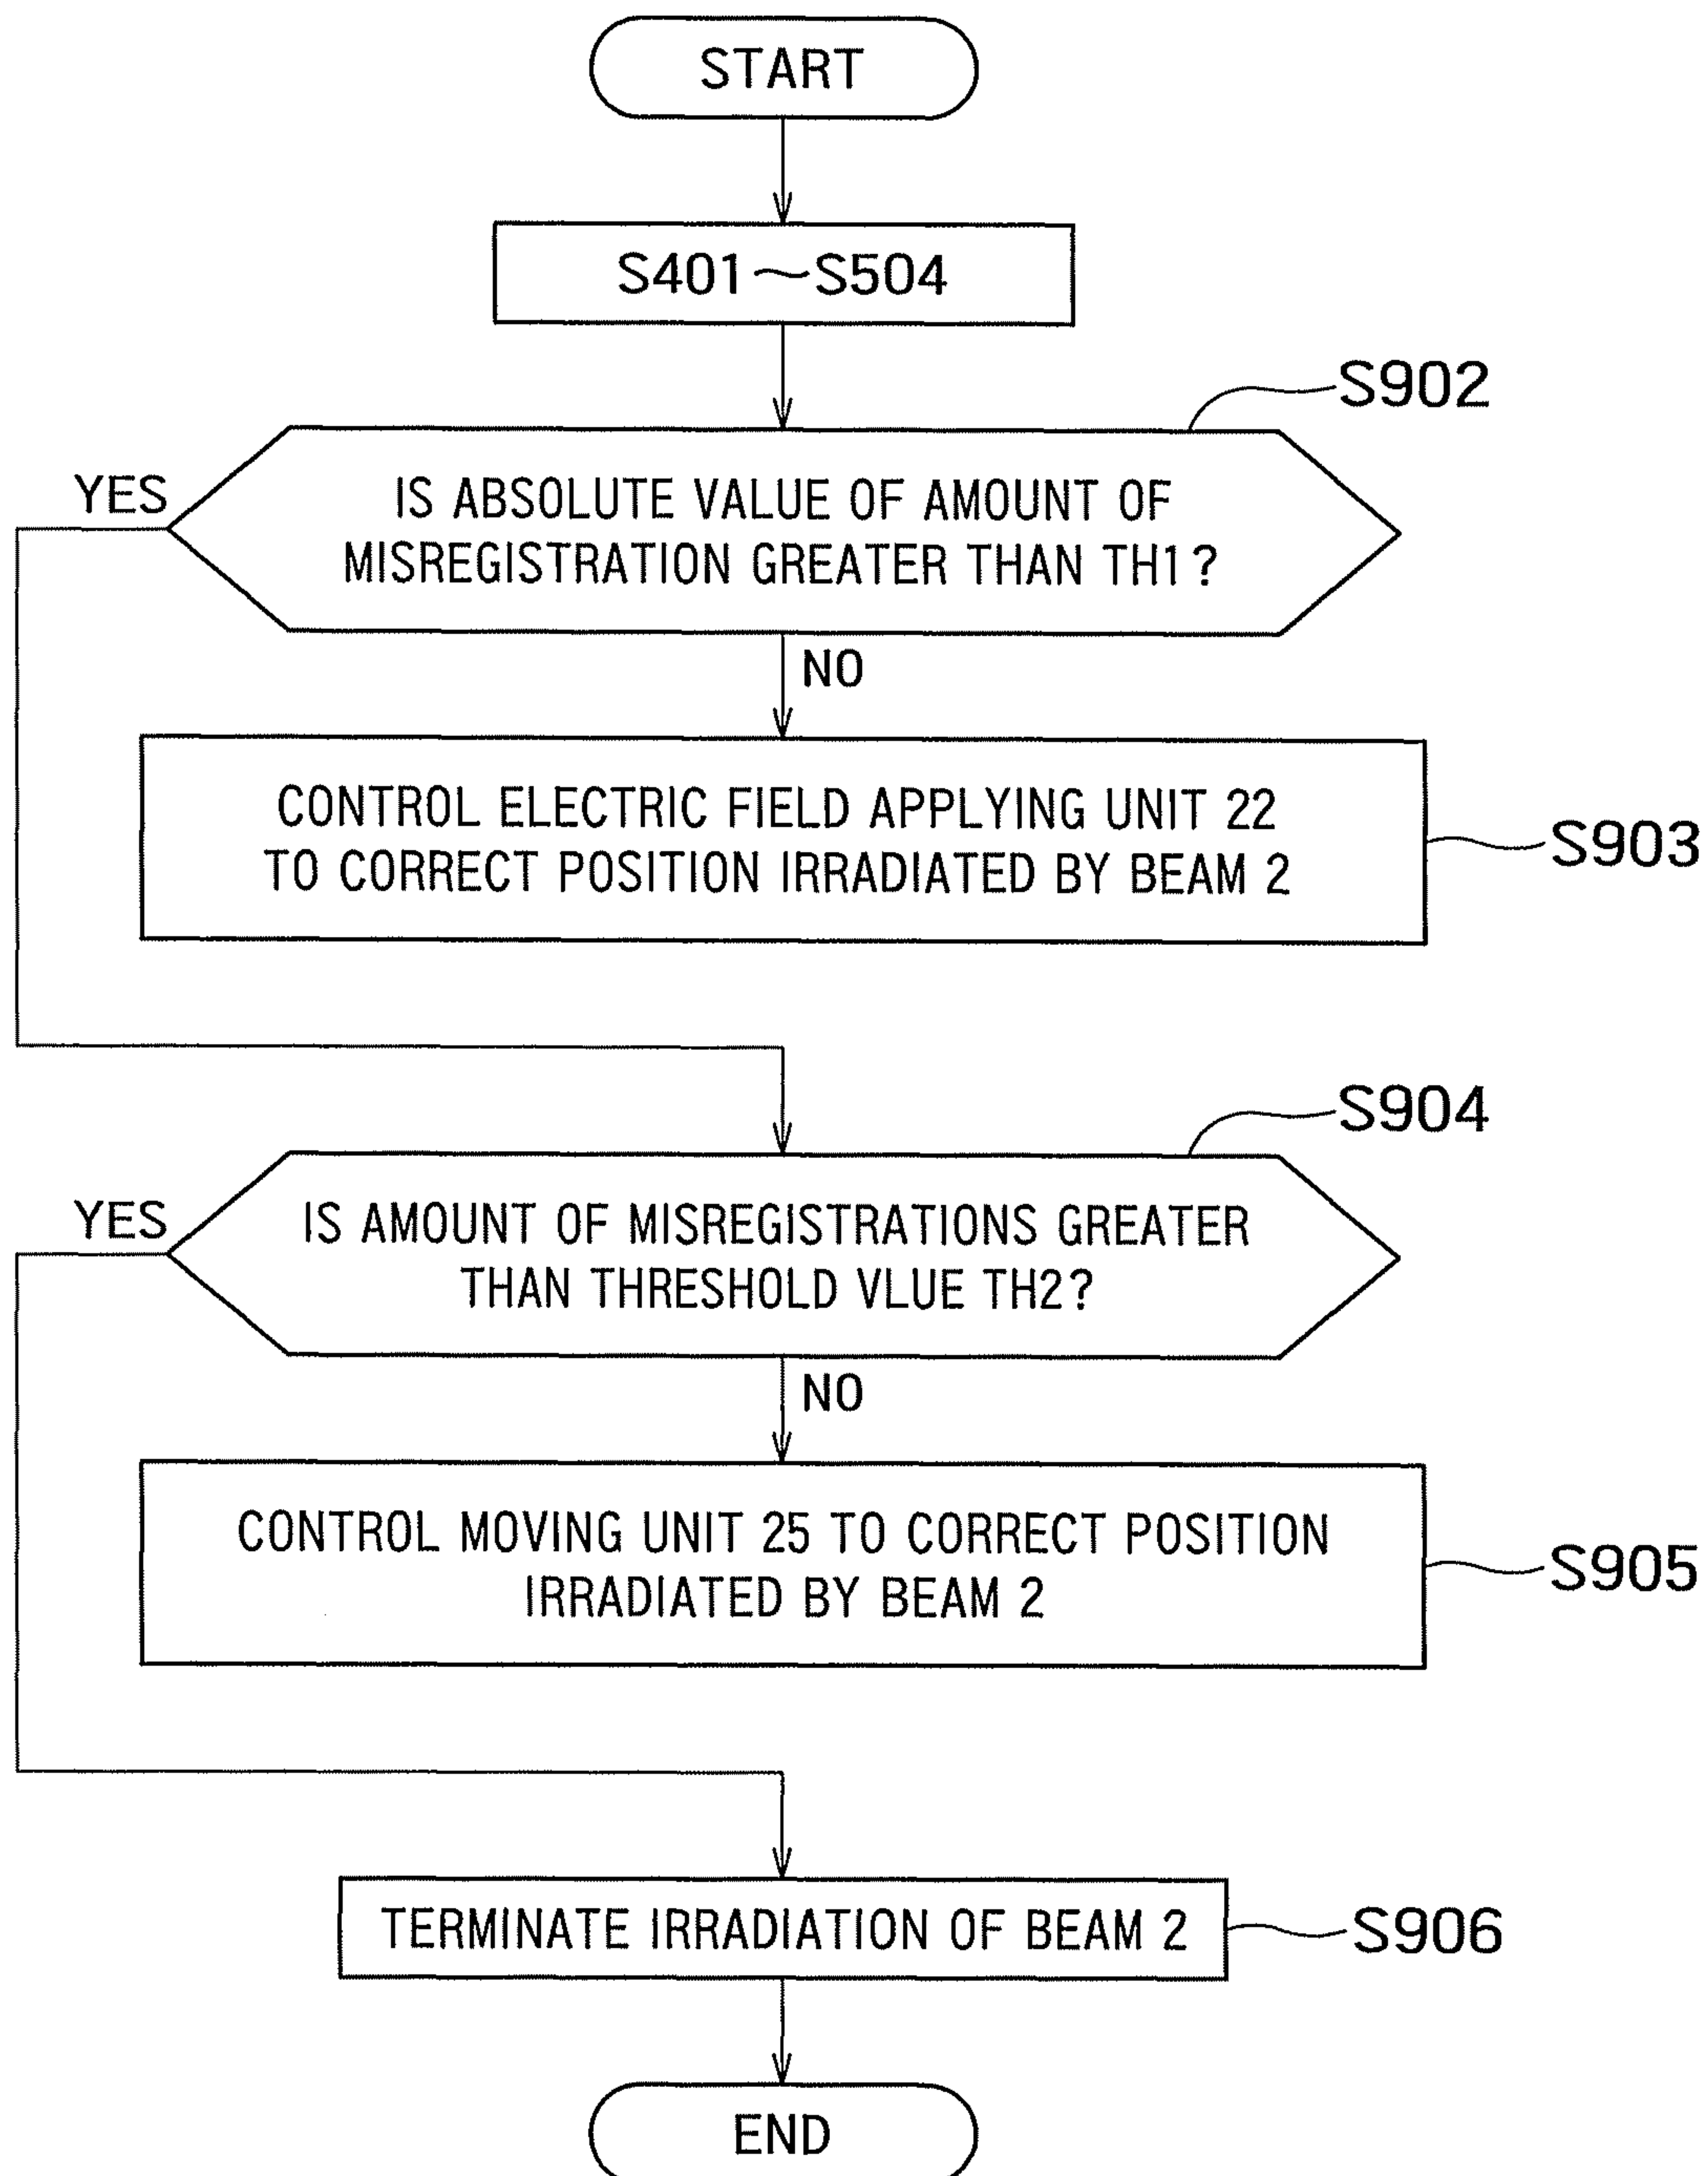 START
S401~S504
S902
YES
IS ABSOLUTE VALUE OF AMOUNT OF
MISREGISTRATION GREATER THAN TH1?
NO
CONTROL ELECTRIC FIELD APPLYING UNIT 22
TO CORRECT POSITION IRRADIATED BY BEAM 2
S903
S904
YES
IS AMOUNT OF MISREGISTRATIONS GREATER
THAN THRESHOLD VLUE TH2?
NO
CONTROL MOVING UNIT 25 TO CORRECT POSITION
IRRADIATED BY BEAM 2
S905
TERMINATE IRRADIATION OF BEAM 2
S906
END